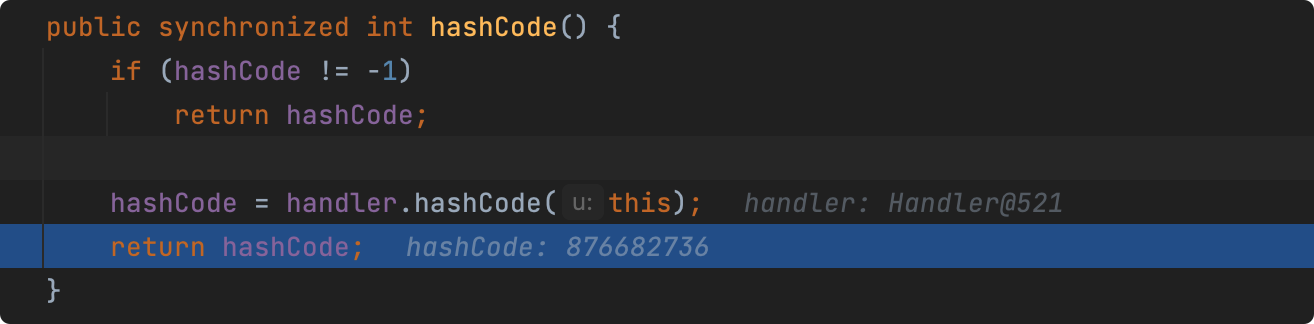 public synchronized int hashCode() {
if (hashCode != -1)
return hashCode;
hashCode = handler.hashCode( u: this);   handler: Handler@521
return hashCode;   hashCode: 876682736
}